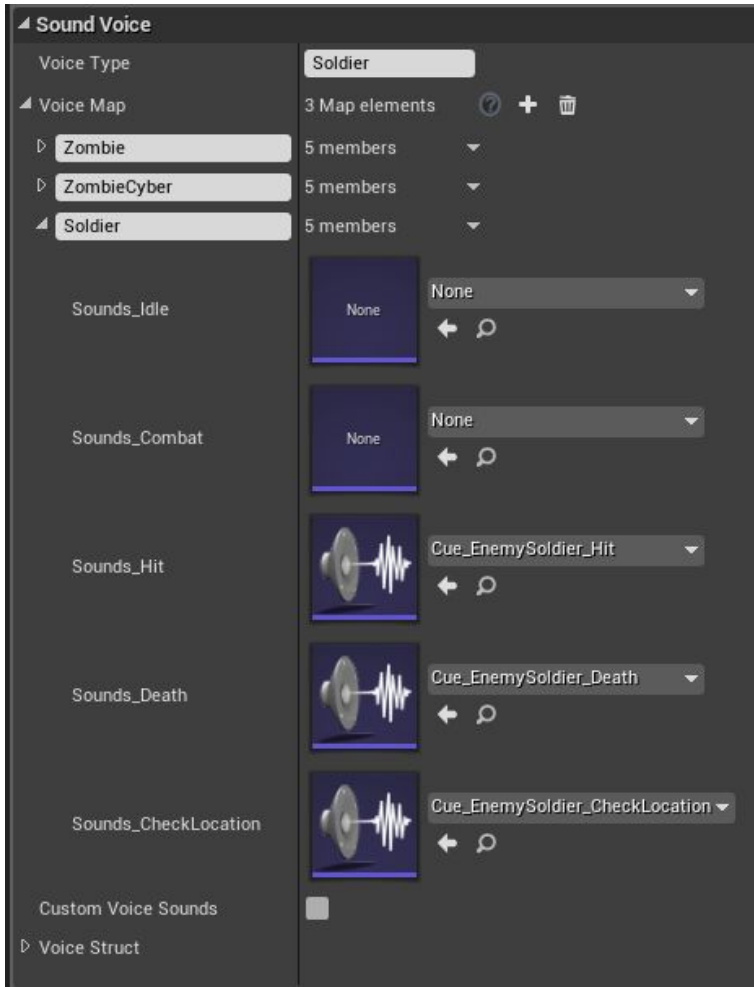 Sound Voice
Voice Type Soldier
Voice Map 3 Map elements
Zombie 5 members
ZombieCyber 5 members
Soldier 5 members
Sounds_Idle None None
Sounds_Combat None None
Sounds_Hit Cue_EnemySoldier_Hit
Sounds_Death Cue_EnemySoldier_Death
Sounds_CheckLocation Cue_EnemySoldier_CheckLocation
Custom Voice Sounds
Voice Struct